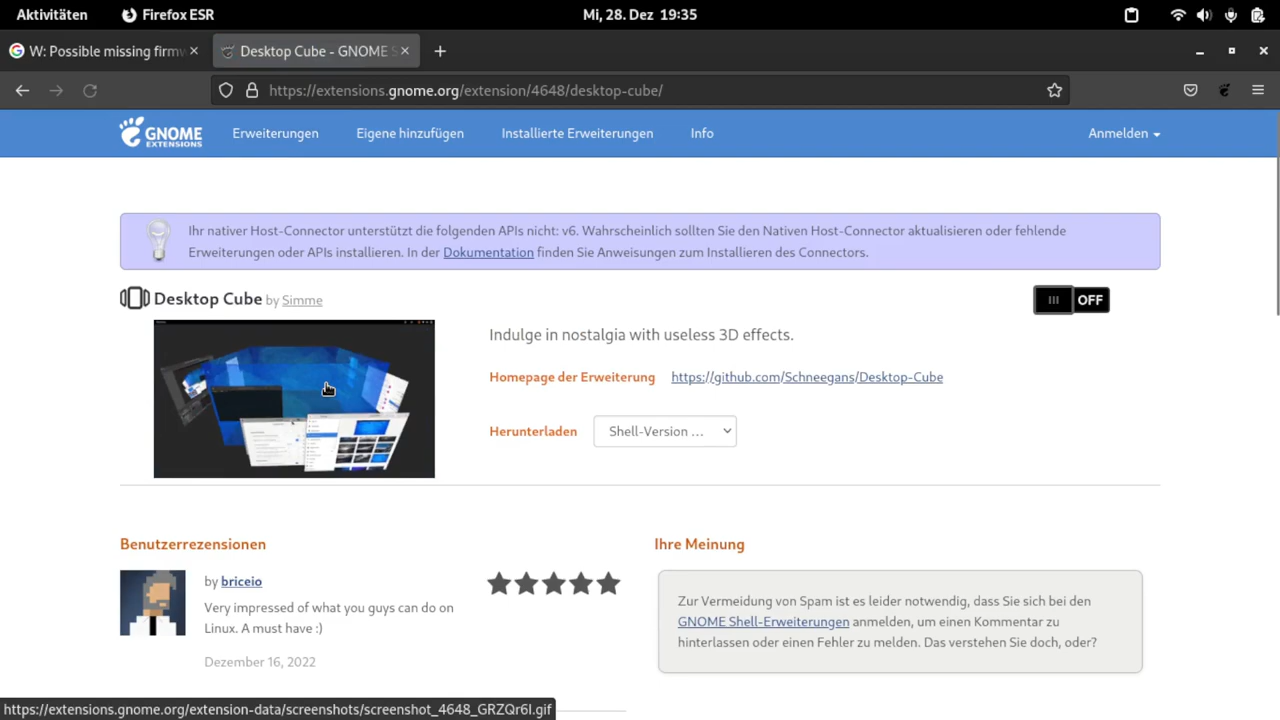 Aktivitäten
Firefox ESR
Mi, 28. Dez 19:35
W: Possible missing firmw
Desktop Cube - GNOME S
https://extensions.gnome.org/extension/4648/desktop-cube/
GNOME EXTENSIONS
Erweiterungen
Eigene hinzufügen
Installierte Erweiterungen
Info
Anmelden
Ihr nativer Host-Connector unterstützt die folgenden APIs nicht: v6. Wahrscheinlich sollten Sie den Nativen Host-Connector aktualisieren oder fehlende
Erweiterungen oder APIs installieren. In der Dokumentation finden Sie Anweisungen zum Installieren des Connectors.
Desktop Cube by Simme
OFF
Indulge in nostalgia with useless 3D effects.
Homepage der Erweiterung https://github.com/Schneegans/Desktop-Cube
Herunterladen Shell-Version ...
Benutzerrezensionen
by briceio
Very impressed of what you guys can do on
Linux. A must have :)
Dezember 16, 2022
Ihre Meinung
Zur Vermeidung von Spam ist es leider notwendig, dass Sie sich bei den
GNOME Shell-Erweiterungen anmelden, um einen Kommentar zu
hinterlassen oder einen Fehler zu melden. Das verstehen Sie doch, oder?
https://extensions.gnome.org/extension-data/screenshots/screenshot_4648_GRZQr6I.gif